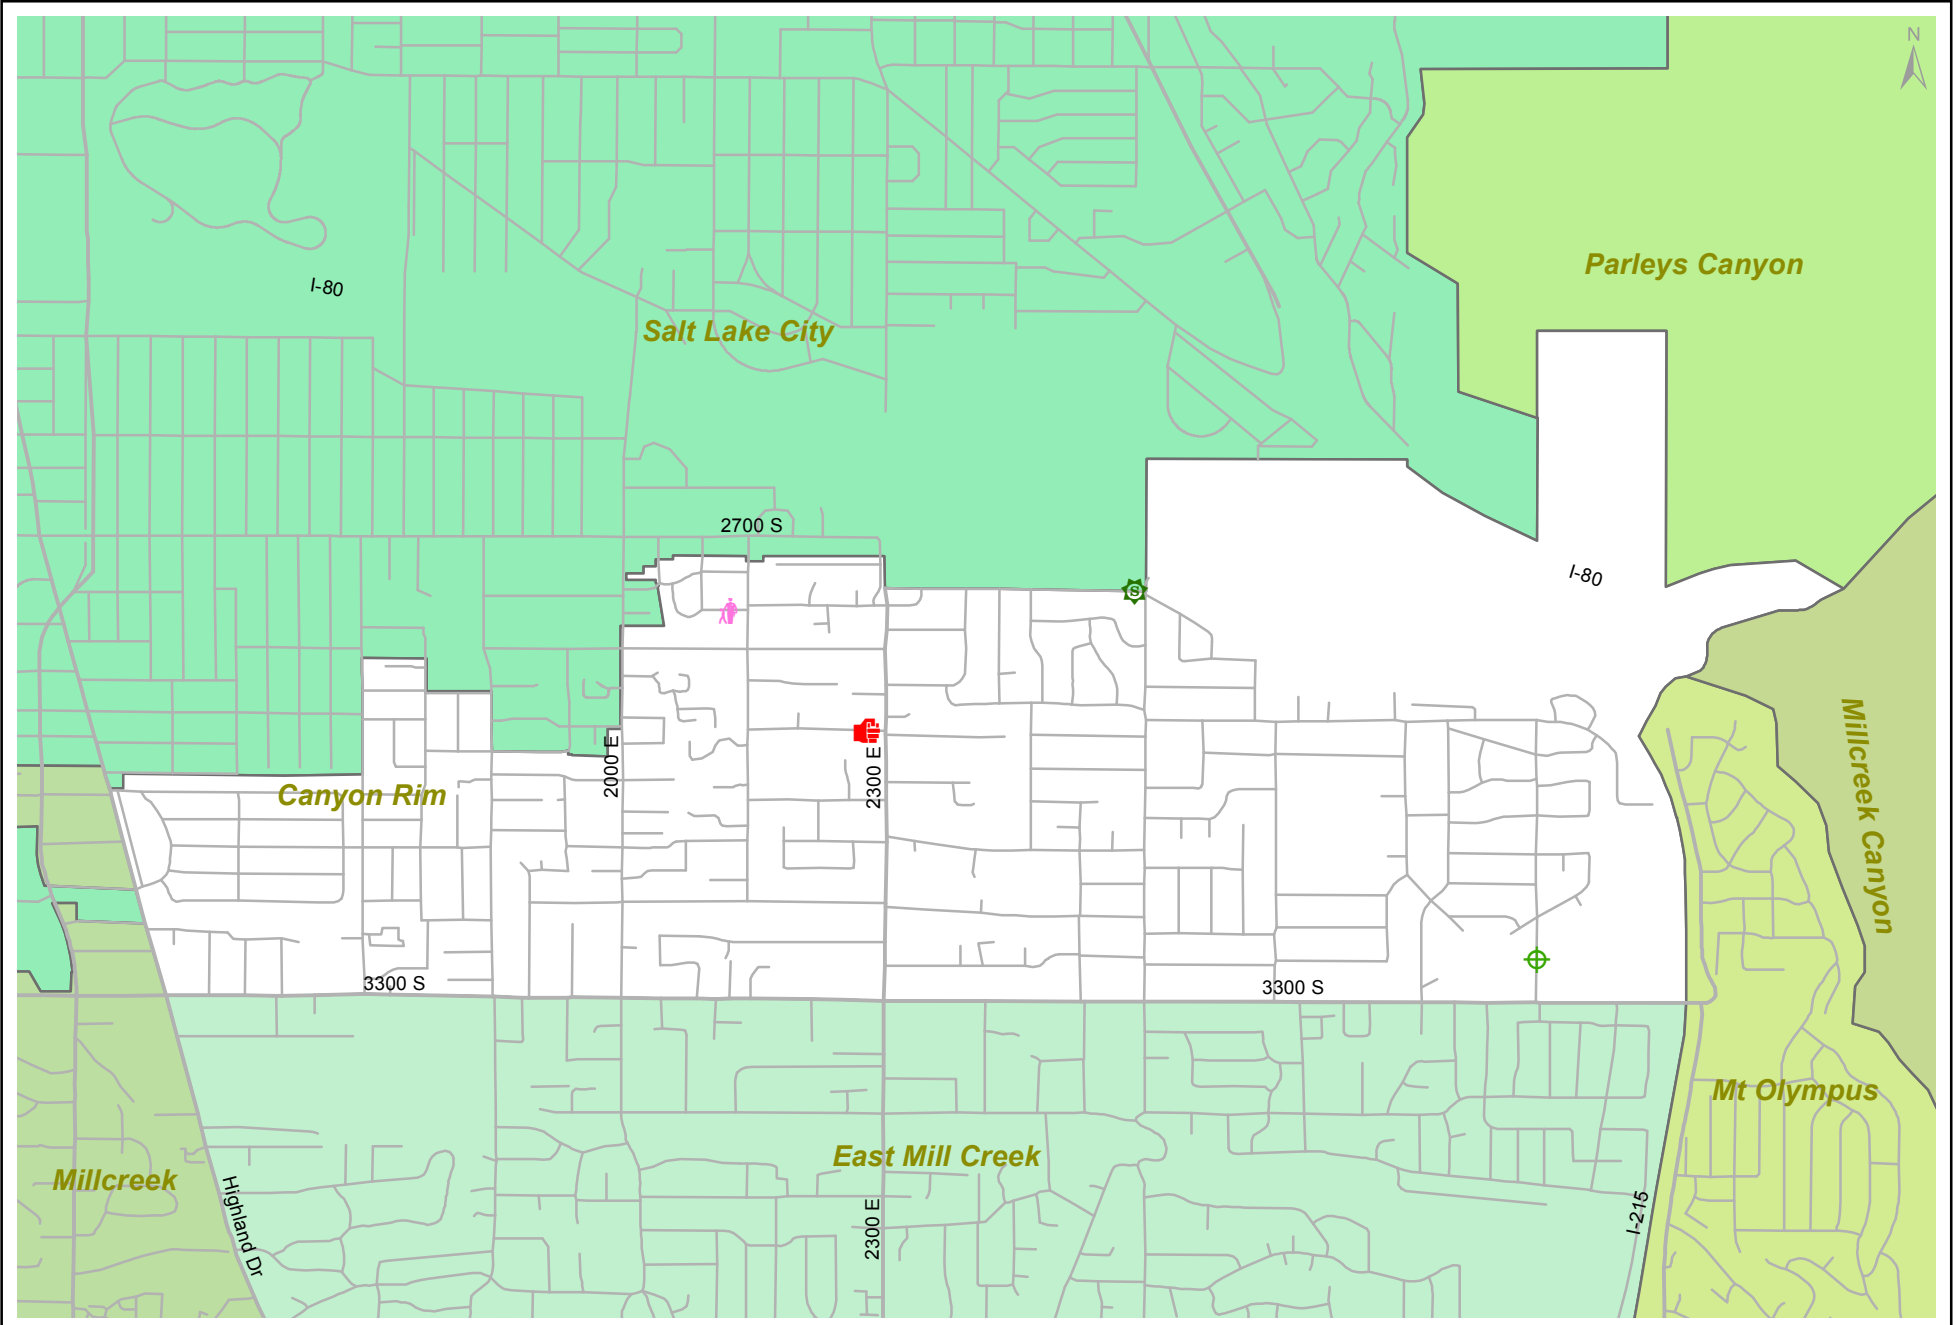 N
Parleys Canyon
I-80
Salt Lake City
2700 S
I-80
S
Canyon Rim
2000 E
2300 E
Millcreek Canyon
3300 S
3300 S
Mt Olympus
East Mill Creek
Millcreek
Highland Dr
2300 E
I-215